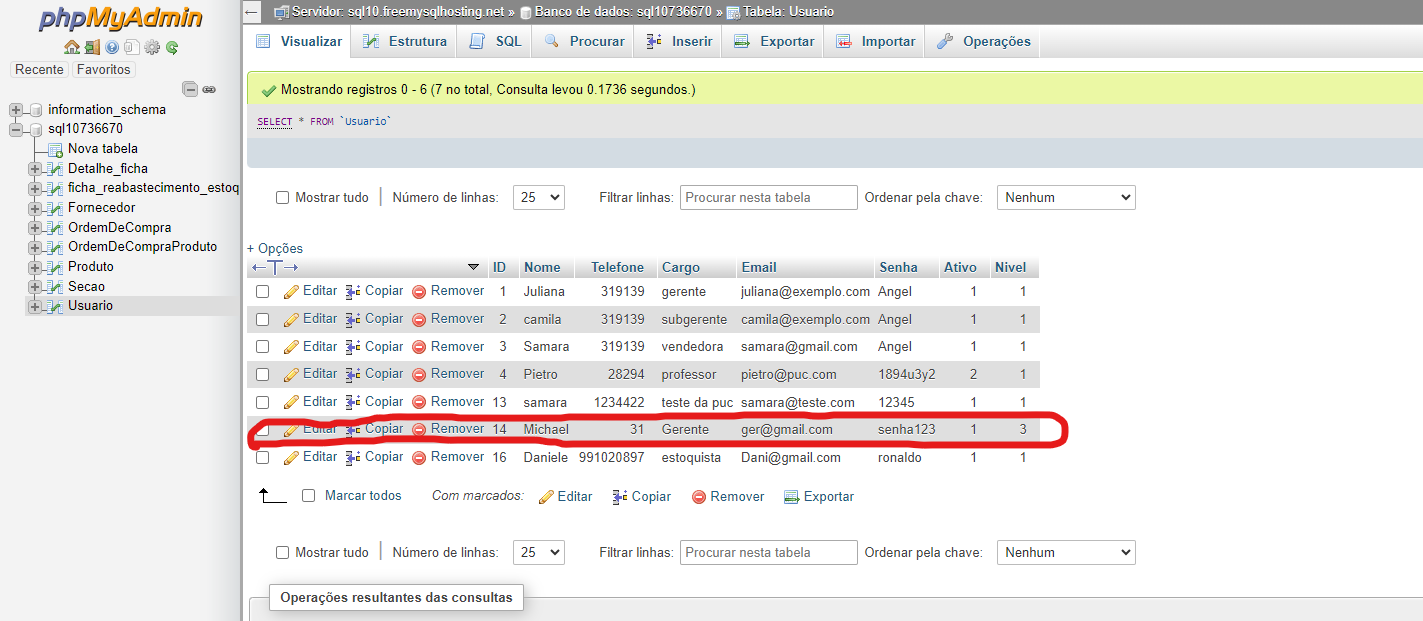 phpMyAdmin
Recente Favoritos
information_schema
sql10736670
Nova tabela
Detalhe_ficha
ficha_reabastecimento_estoq
Fornecedor
OrdemDeCompra
OrdemDeCompraProduto
Produto
Secao
Usuario
Servidor: sql10.freemysqlhosting.net » Banco de dados: sql10736670 » Tabela: Usuario
Visualizar Estrutura SQL Procurar Inserir Exportar Importar Operações
Mostrando registros 0 - 6 (7 no total, Consulta levou 0.1736 segundos.)
SELECT * FROM `Usuario`
Mostrar tudo Número de linhas: 25 Filtrar linhas: Procurar nesta tabela Ordenar pela chave: Nenhum
+ Opções
ID Nome Telefone Cargo Email Senha Ativo Nivel
Editar Copiar Remover 1 Juliana 319139 gerente juliana@exemplo.com Angel 1 1
Editar Copiar Remover 2 camila 319139 subgerente camila@exemplo.com Angel 1 1
Editar Copiar Remover 3 Samara 319139 vendedora samara@gmail.com Angel 1 1
Editar Copiar Remover 4 Pietro 28294 professor pietro@puc.com 1894u3y2 2 1
Editar Copiar Remover 13 samara 1234422 teste da puc samara@teste.com 12345 1 1
Editar Copiar Remover 14 Michael 31 Gerente ger@gmail.com senha123 1 3
Editar Copiar Remover 16 Daniele 991020897 estoquista Dani@gmail.com ronaldo 1 1
Marcar todos Com marcados: Editar Copiar Remover Exportar
Mostrar tudo Número de linhas: 25 Filtrar linhas: Procurar nesta tabela Ordenar pela chave: Nenhum
Operações resultantes das consultas